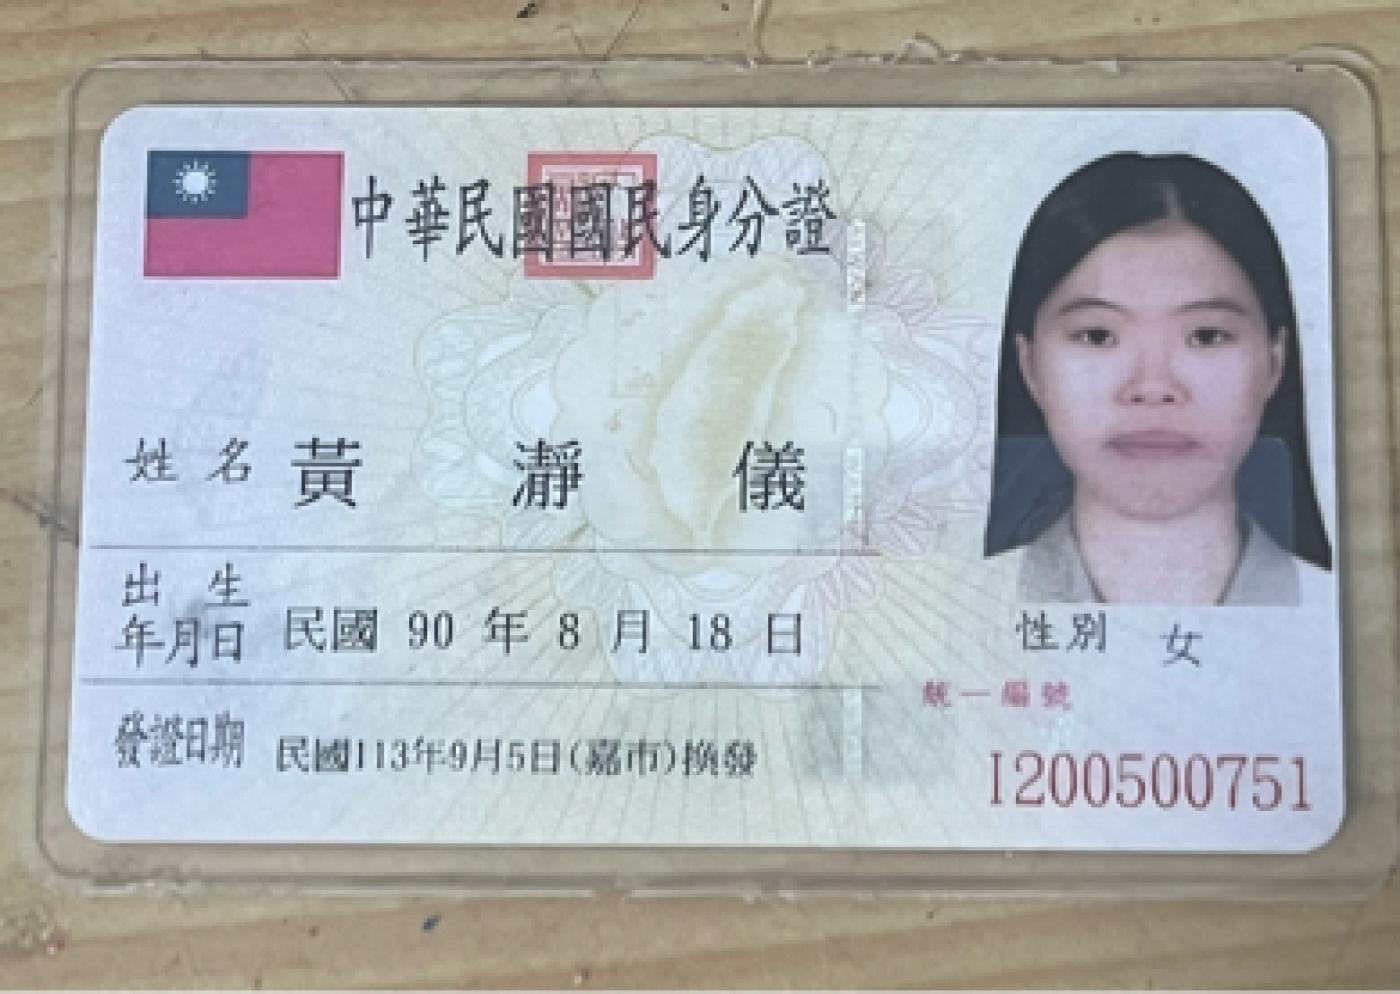 中華民國國民身分證
姓名 黃瀞儀
出生年月日 民國 90 年 8 月 18 日
性別 女
統一編號
發證日期 民國113年9月5日(嘉市)換發
I200500751